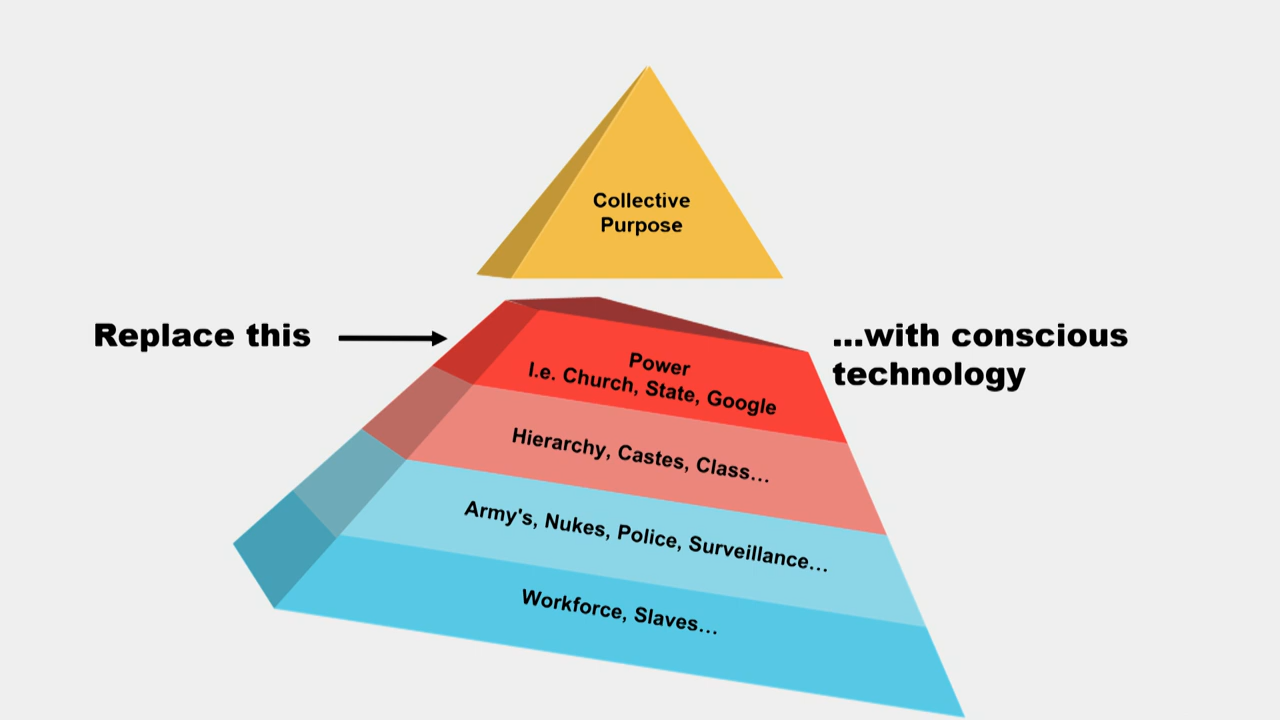 Collective
Purpose
Replace this
...with conscious
technology
Power
I.e. Church, State, Google
Hierarchy, Castes, Class...
Army's, Nukes, Police, Surveillance...
Workforce, Slaves...